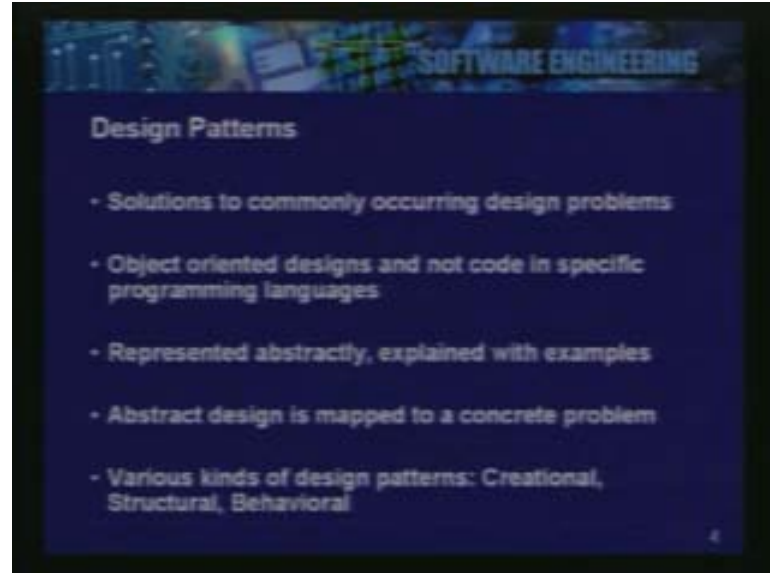 SOFTWARE ENGINEERING
Design Patterns
- Solutions to commonly occurring design problems
- Object oriented designs and not code in specific
programming languages
- Represented abstractly, explained with examples
- Abstract design is mapped to a concrete problem
- Various kinds of design patterns: Creational,
Structural, Behavioral
4